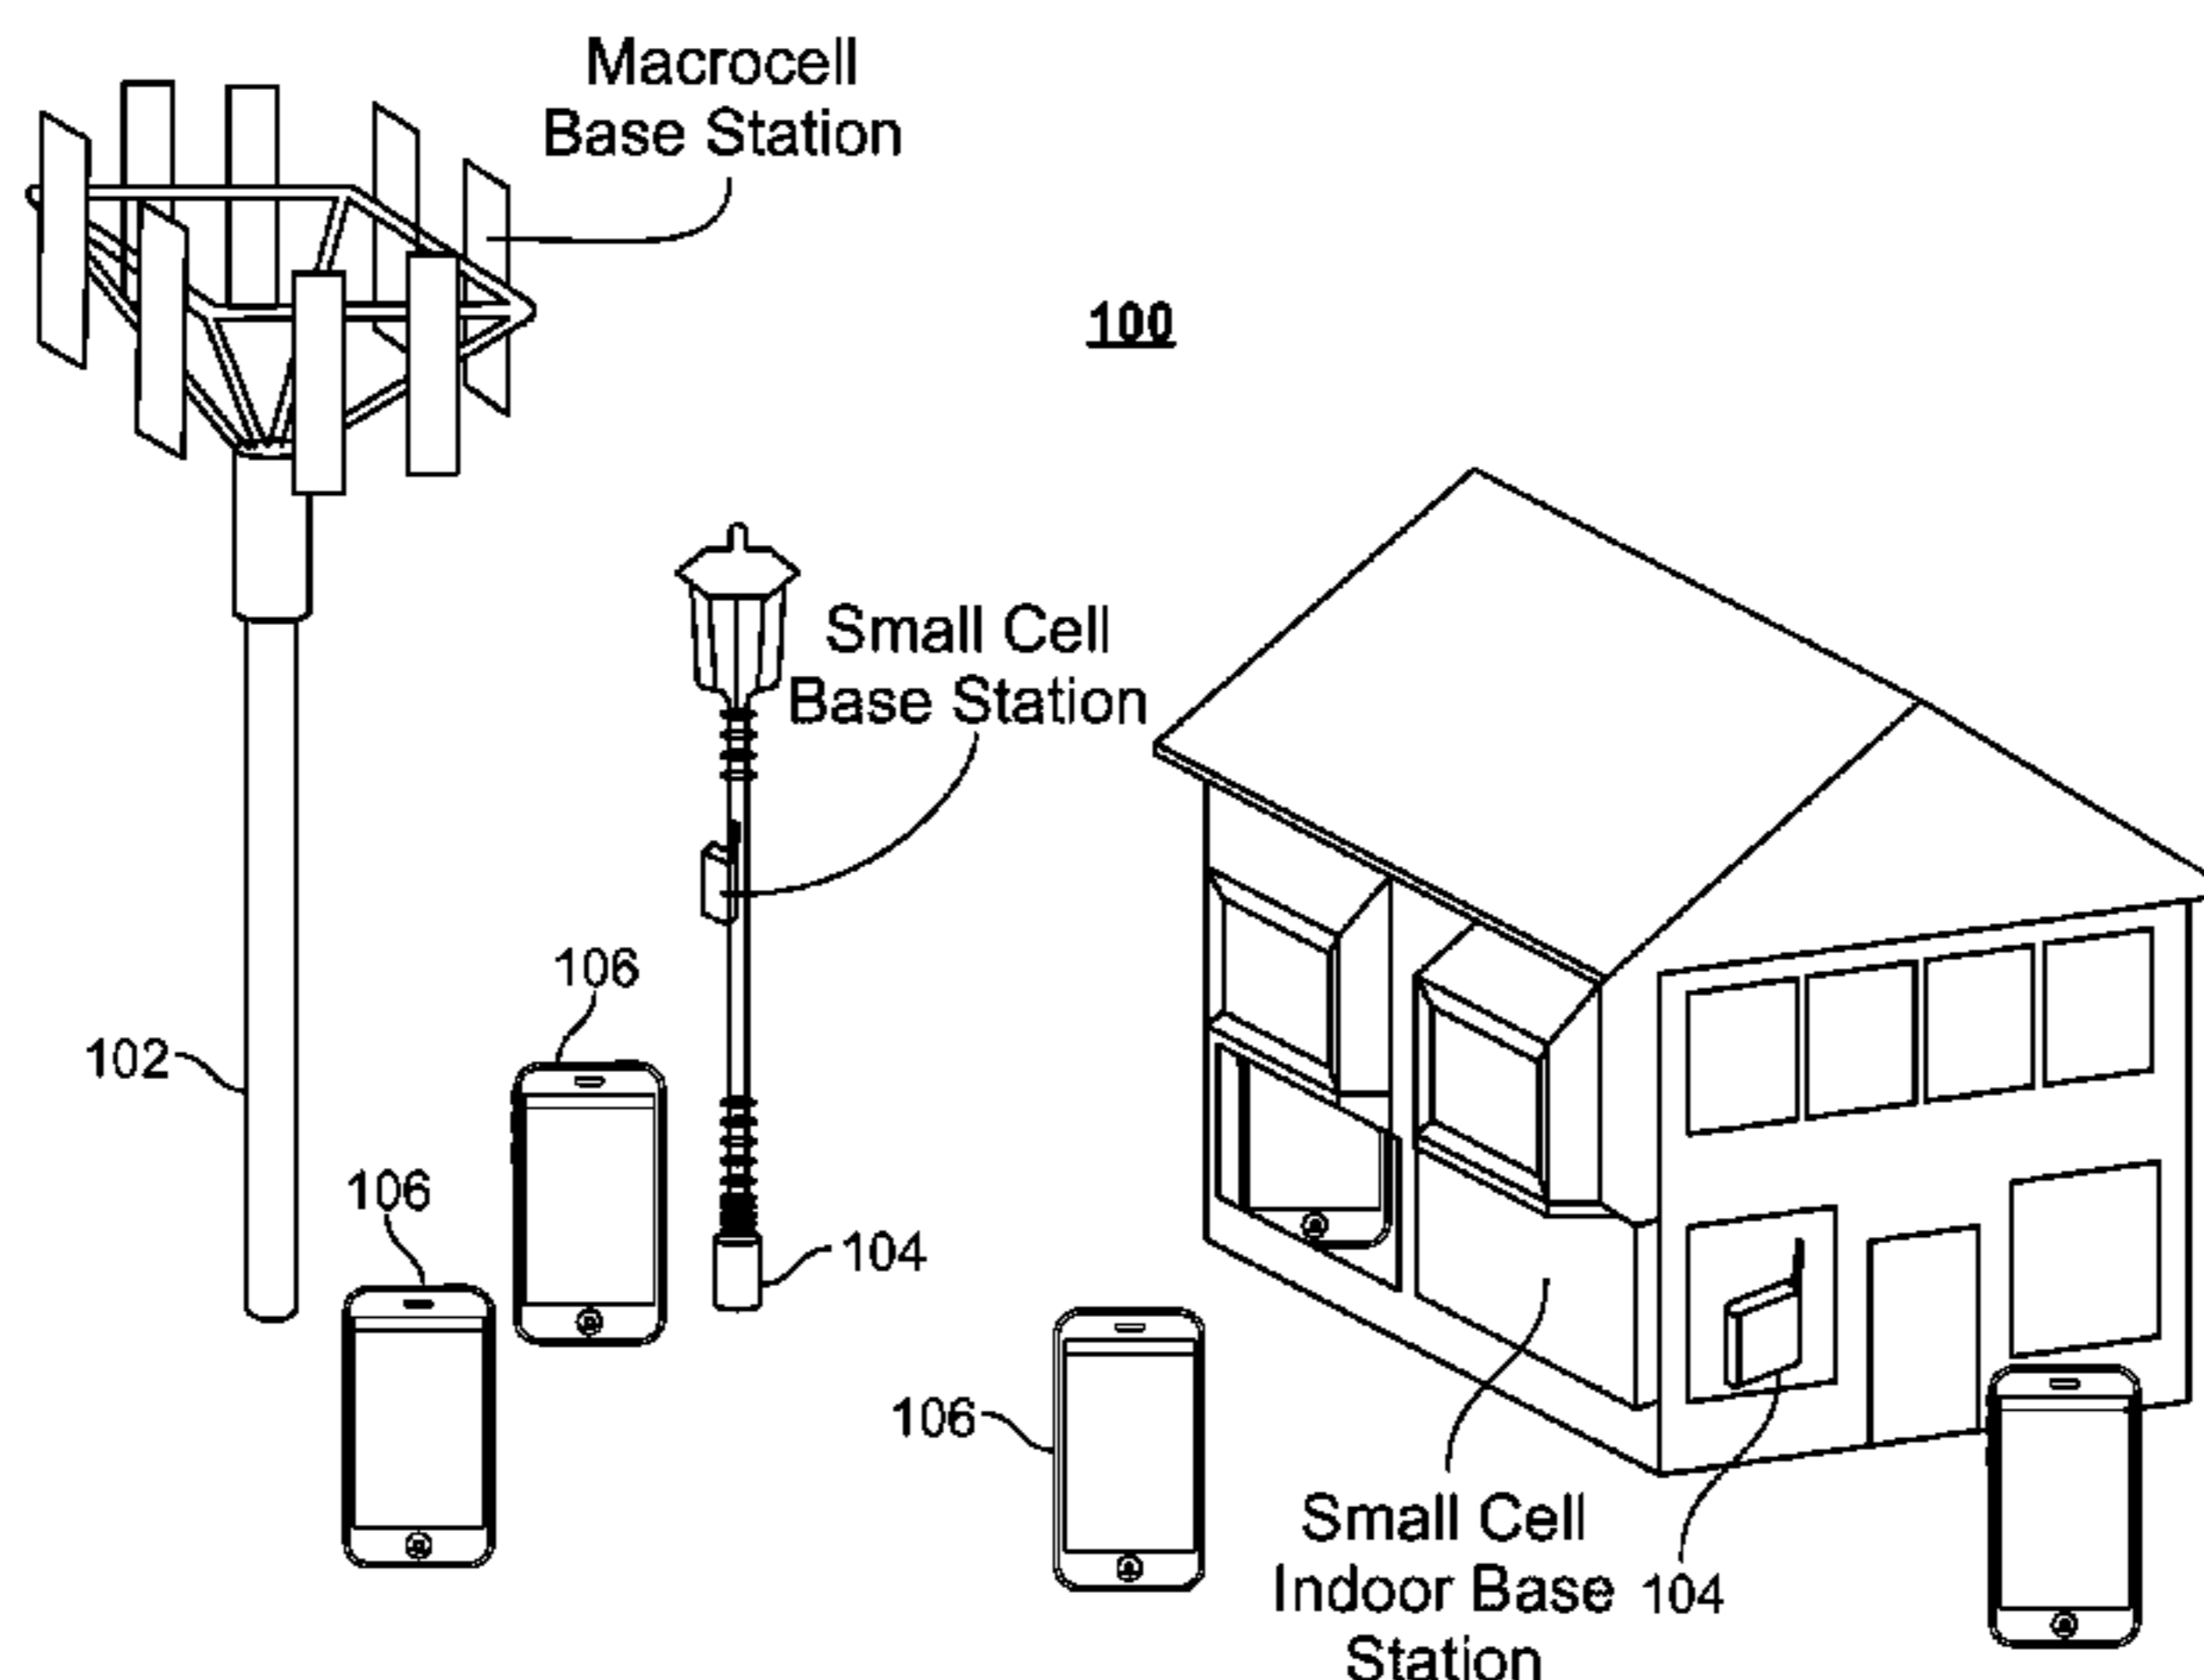 Macrocell
Base Station
100
Small Cell
Base Station
106
102
106
104
106
Small Cell
Indoor Base
Station
104